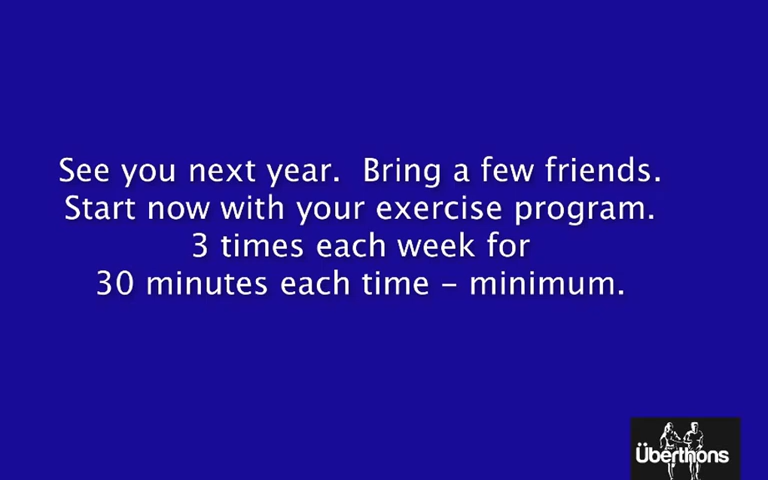 See you next year.  Bring a few friends.
Start now with your exercise program.
3 times each week for
30 minutes each time – minimum.
Überthons